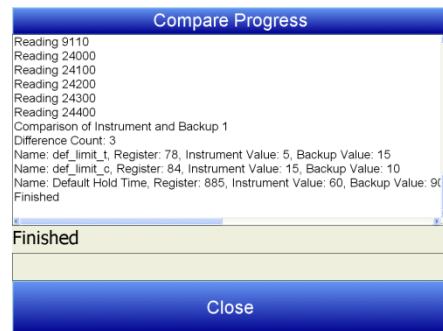 Compare Progress
Reading 9110
Reading 24000
Reading 24100
Reading 24200
Reading 24300
Reading 24400
Comparison of Instrument and Backup 1
Difference Count: 3
Name: def_limit_t, Register: 78, Instrument Value: 5, Backup Value: 15
Name: def_limit_c, Register: 84, Instrument Value: 15, Backup Value: 10
Name: Default Hold Time, Register: 885, Instrument Value: 60, Backup Value: 90
Finished
Finished
Close